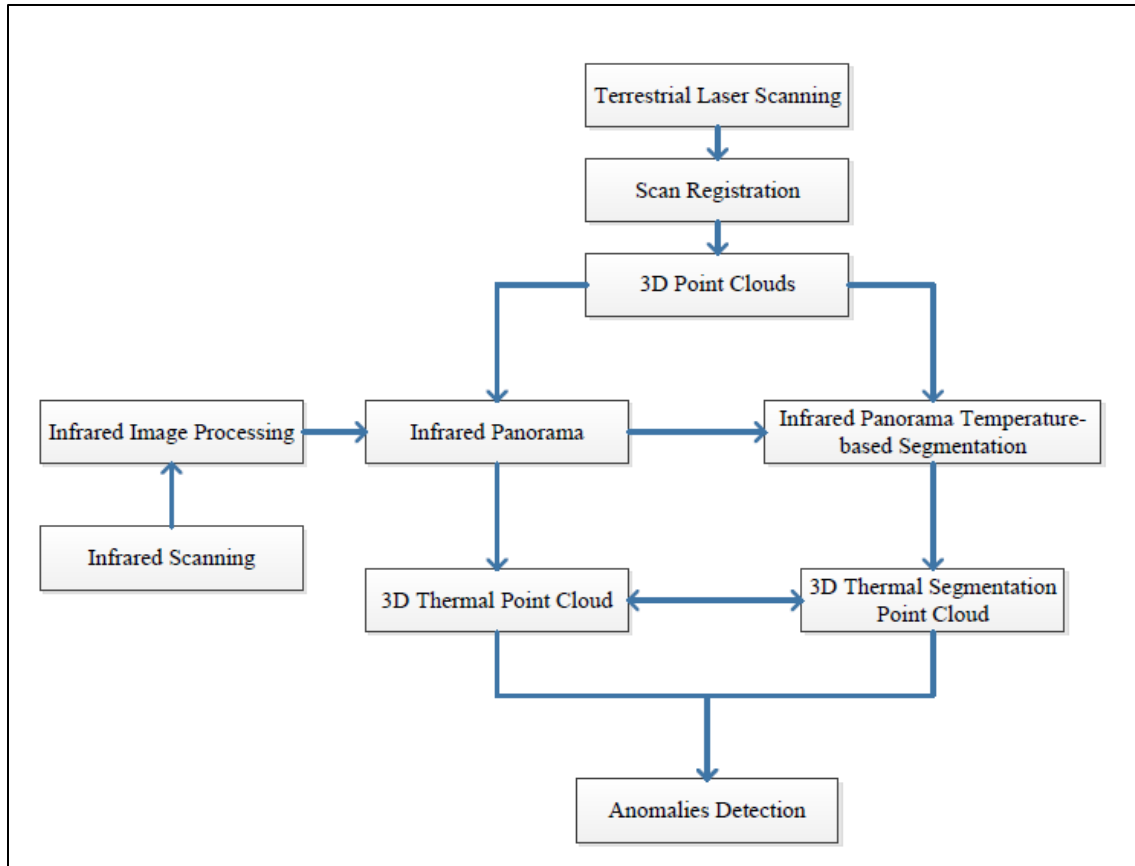 Terrestrial Laser Scanning
Scan Registration
3D Point Clouds
Infrared Image Processing
Infrared Panorama
Infrared Panorama Temperature-
based Segmentation
Infrared Scanning
3D Thermal Point Cloud
3D Thermal Segmentation
Point Cloud
Anomalies Detection